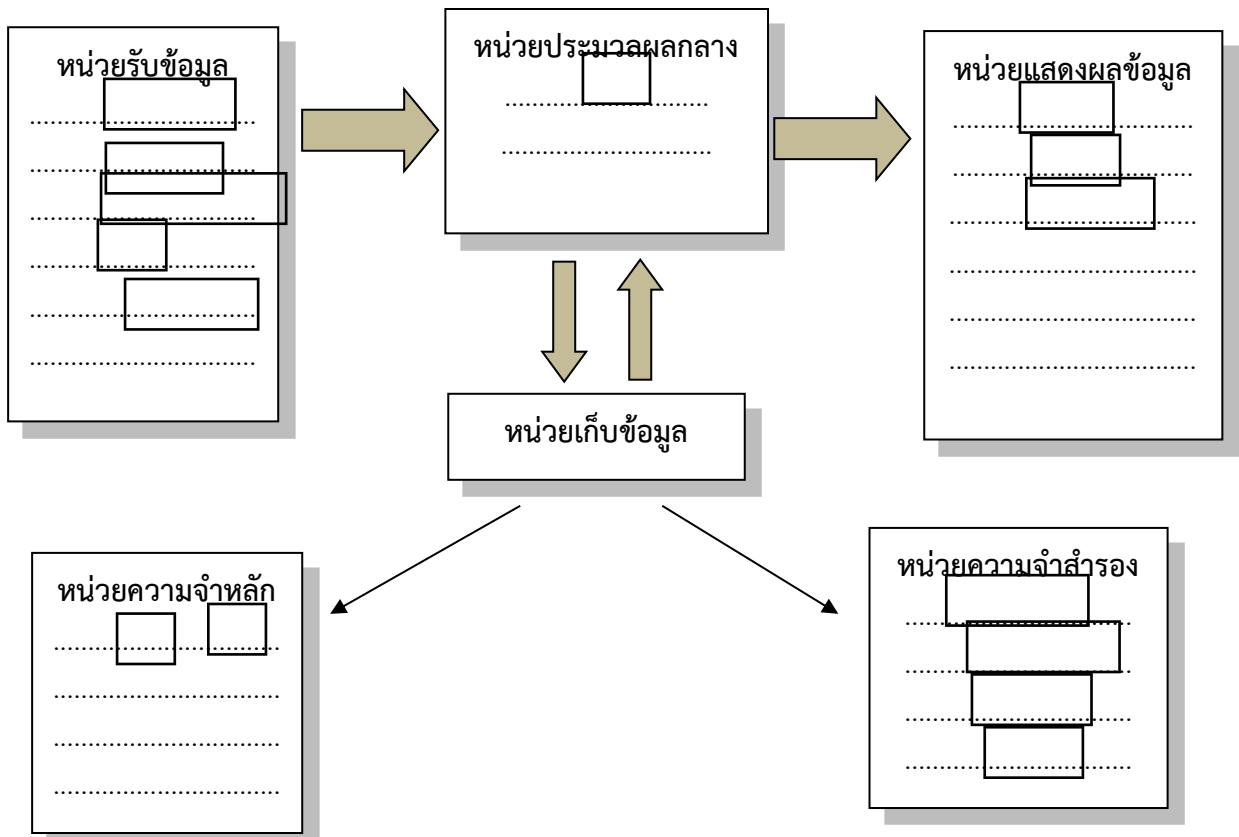 หน่วยรับข้อมูล
หน่วยประมวลผลกลาง
หน่วยแสดงผลข้อมูล
หน่วยเก็บข้อมูล
หน่วยความจำหลัก
หน่วยความจำสำรอง